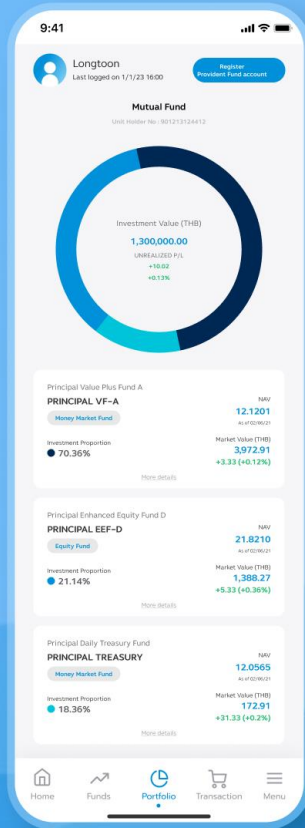 9:41
Longtoon
Last logged on 1/1/23 16:00
Register
Provident Fund account
Mutual Fund
Unit Holder No : 901213124412
Investment Value (THB)
1,300,000.00
UNREALIZED P/L
+10.02
+0.13%
Principal Value Plus Fund A
PRINCIPAL VF-A
NAV
Money Market Fund
12.1201
As of 02/06/21
Investment Proportion
Market Value (THB)
70.36%
3,972.91
+3.33 (+0.12%)
More details
Principal Enhanced Equity Fund D
PRINCIPAL EEF-D
NAV
Equity Fund
21.8210
As of 02/06/21
Investment Proportion
Market Value (THB)
21.14%
1,388.27
+5.33 (+0.36%)
More details
Principal Daily Treasury Fund
PRINCIPAL TREASURY
NAV
Money Market Fund
12.0565
As of 02/06/21
Investment Proportion
Market Value (THB)
18.36%
172.91
+31.33 (+0.2%)
More details
Home
Funds
Portfolio
Transaction
Menu